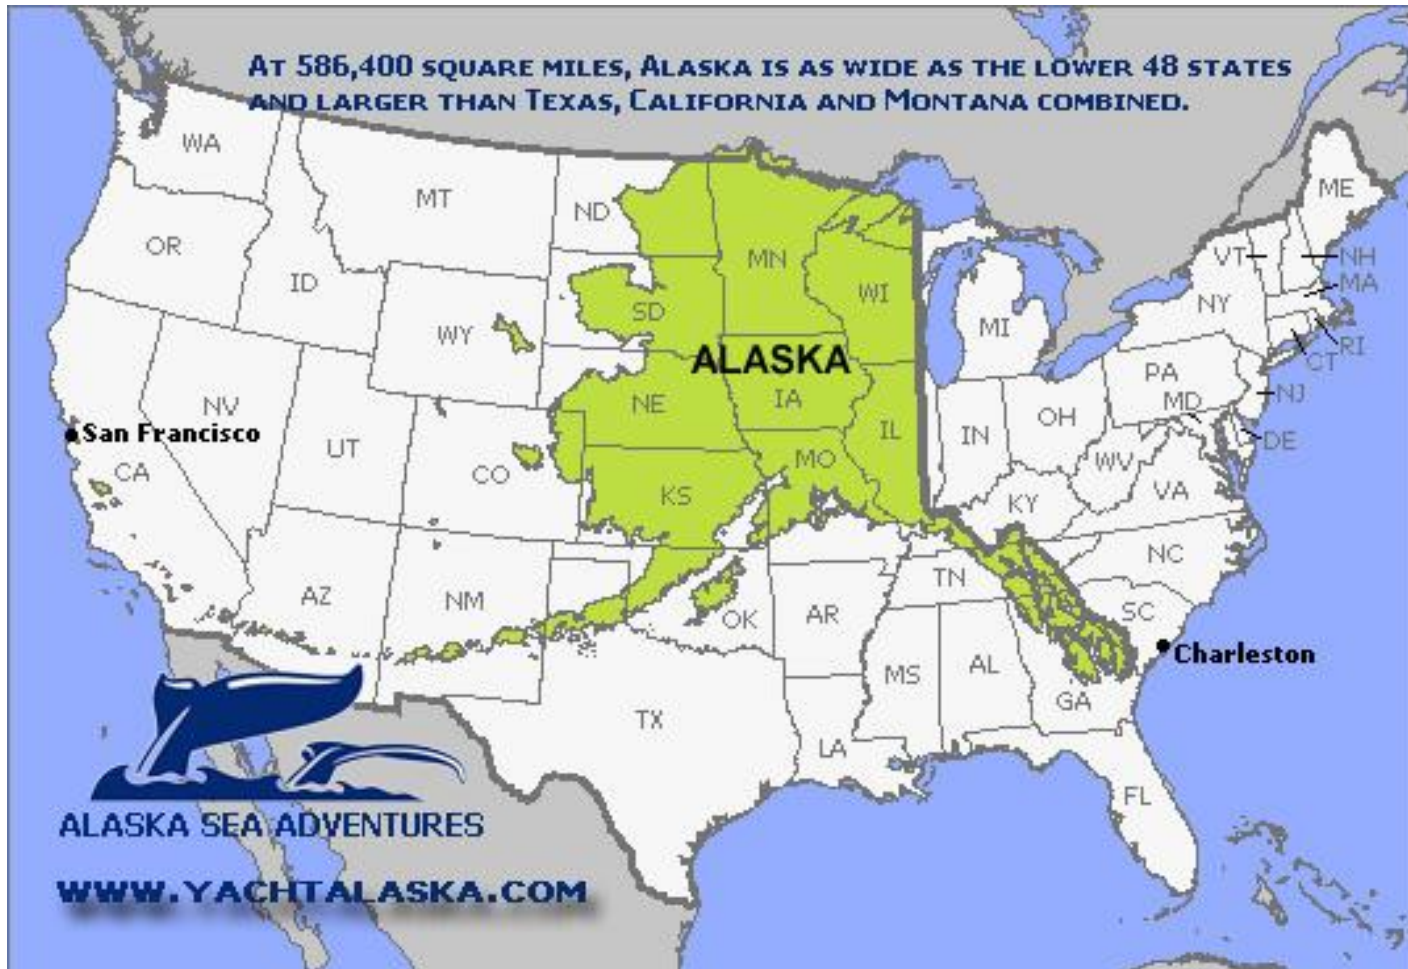 AT 586,400 SQUARE MILES, ALASKA IS AS WIDE AS THE LOWER 48 STATES
AND LARGER THAN TEXAS, CALIFORNIA AND MONTANA COMBINED.
WA
MT
ND
ME
OR
ID
MN
VT
NH
MA
SD
WI
NY
WY
MI
RI
CT
ALASKA
PA
NV
NE
IA
MD
NJ
San Francisco
UT
OH
IN
IL
DE
CA
CO
MO
WV
KS
KY
VA
NC
AZ
NM
TN
OK
AR
SC
Charleston
MS
AL
GA
TX
LA
FL
ALASKA SEA ADVENTURES
WWW.YACHTALASKA.COM